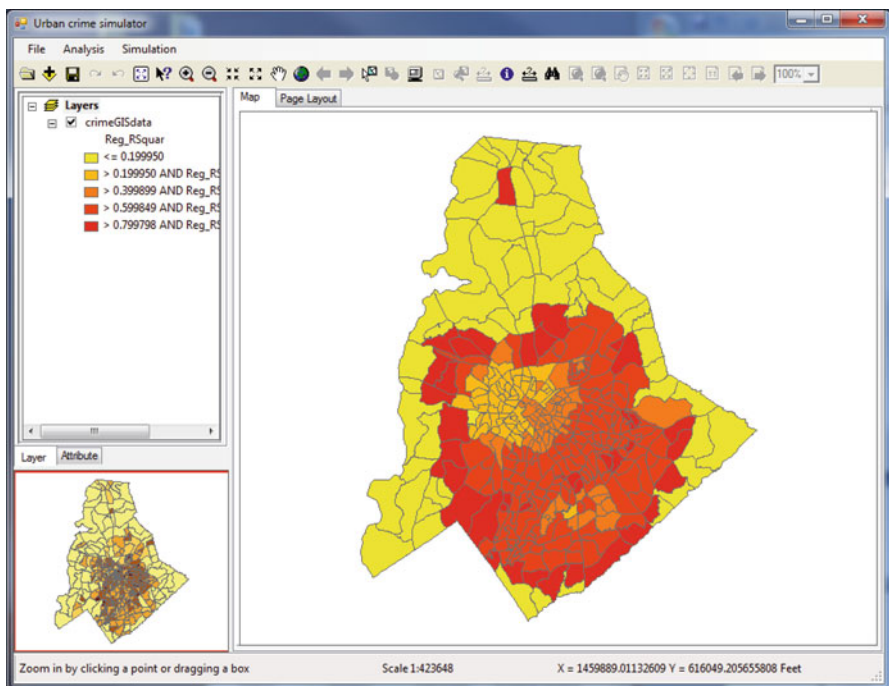 Urban crime simulator
File Analysis Simulation
100%
Layers
crimeGISdata
Reg_RSquar
<= 0.199950
> 0.199950 AND Reg_RS
> 0.399899 AND Reg_RS
> 0.599849 AND Reg_RS
> 0.799798 AND Reg_RS
Layer Attribute
Map Page Layout
Zoom in by clicking a point or dragging a box Scale 1:423648 X = 1459889.01132609 Y = 616049.205655808 Feet